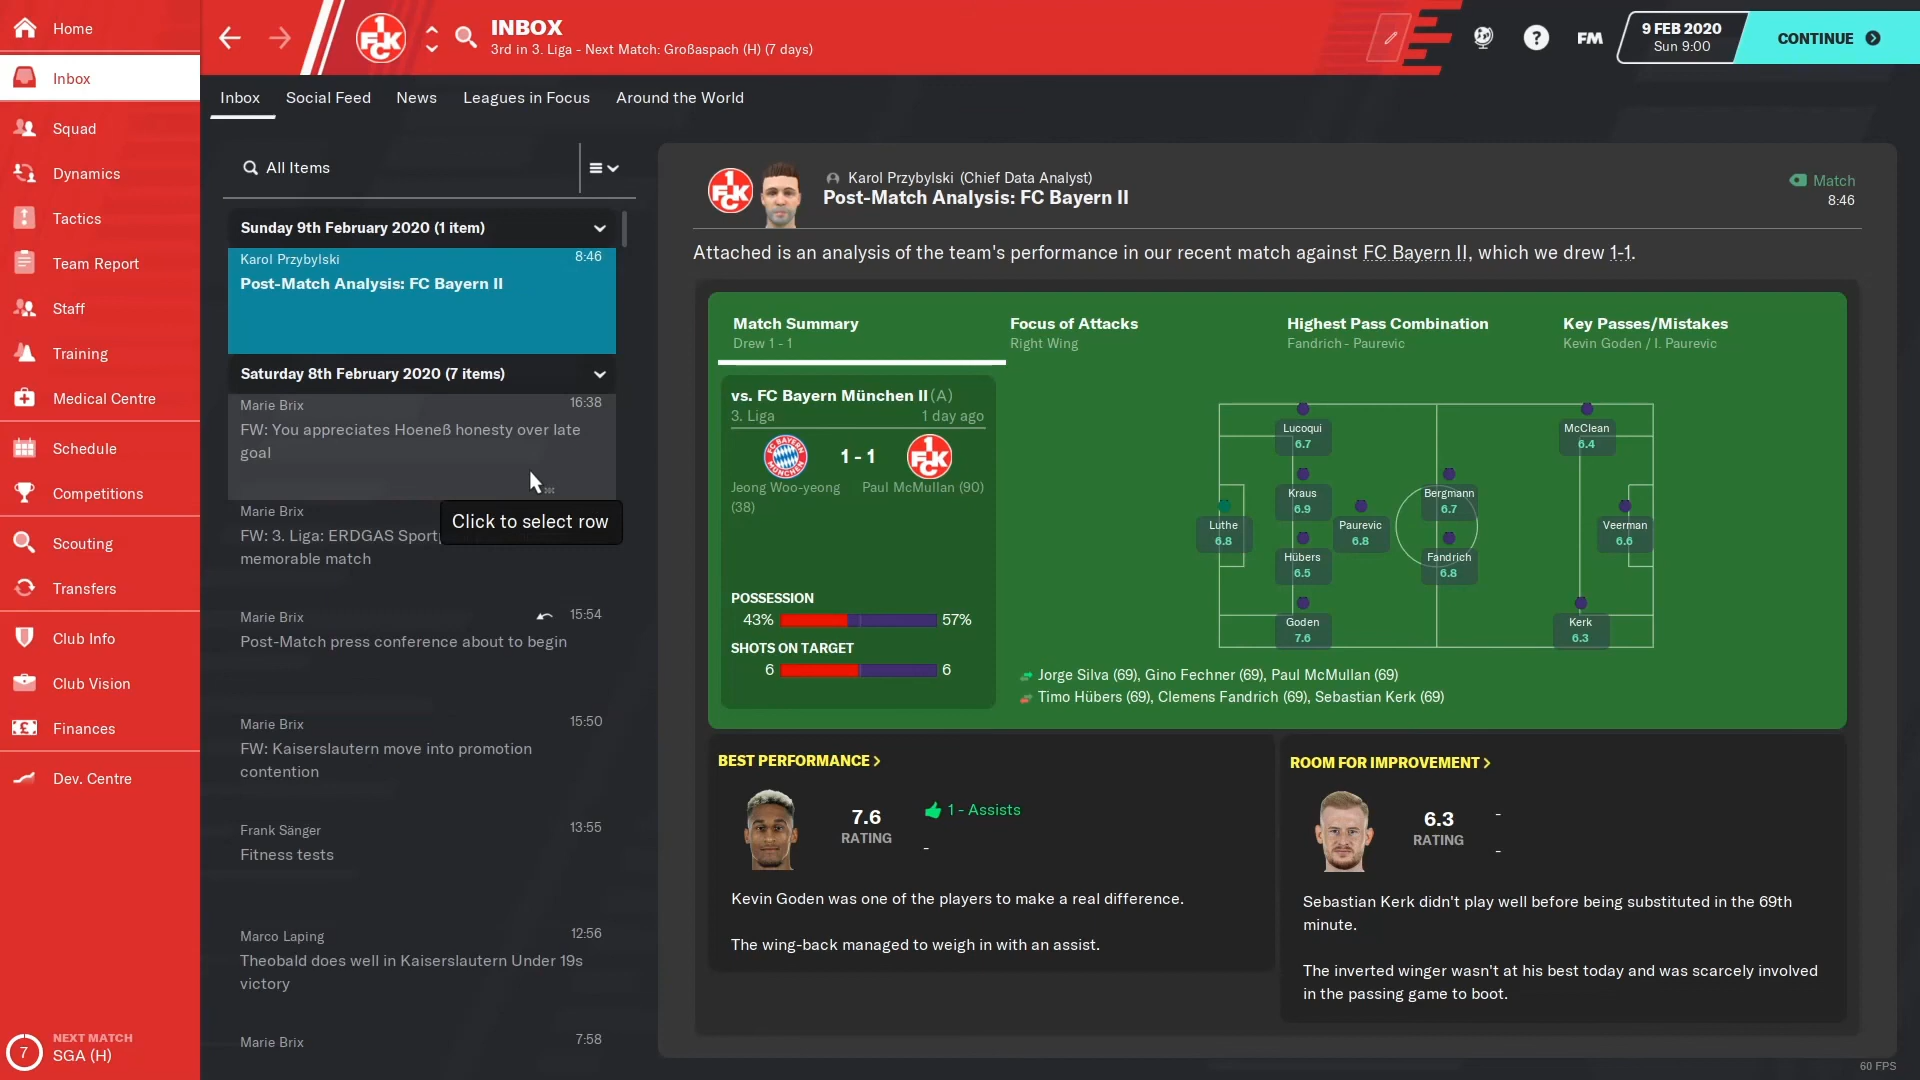 Home
Inbox
Squad
Dynamics
Tactics
Team Report
Staff
Training
Medical Centre
Schedule
Competitions
Scouting
Transfers
Club Info
Club Vision
Finances
Dev. Centre
7
NEXT MATCH
SGA (H)
INBOX
3rd in 3. Liga - Next Match: Großaspach (H) (7 days)
FM
9 FEB 2020
Sun 9:00
CONTINUE
Inbox
Social Feed
News
Leagues in Focus
Around the World
All Items
Sunday 9th February 2020 (1 item)
Karol Przybylski
8:46
Post-Match Analysis: FC Bayern II
Saturday 8th February 2020 (7 items)
Marie Brix
16:38
FW: You appreciates Hoeneß honesty over late
goal
Marie Brix
Click to select row
FW: 3. Liga: ERDGAS
memorable match
Marie Brix
15:54
Post-Match press conference about to begin
Marie Brix
15:50
FW: Kaiserslautern move into promotion
contention
Frank Sänger
13:55
Fitness tests
Marco Laping
12:56
Theobald does well in Kaiserslautern Under 19s
victory
Marie Brix
7:58
Karol Przybylski (Chief Data Analyst)
Post-Match Analysis: FC Bayern II
Match
8:46
Attached is an analysis of the team's performance in our recent match against FC Bayern II, which we drew 1-1.
Match Summary
Drew 1 - 1
Focus of Attacks
Right Wing
Highest Pass Combination
Fandrich - Paurevic
Key Passes/Mistakes
Kevin Goden / I. Paurevic
vs. FC Bayern München II (A)
3. Liga
1 day ago
1 - 1
Jeong Woo-yeong
(38)
Paul McMullan (90)
POSSESSION
43%
57%
SHOTS ON TARGET
6
6
Lucoqui
6.7
McClean
6.4
Kraus
6.9
Bergmann
6.7
Luthe
6.8
Paurevic
6.8
Veerman
6.6
Hübers
6.5
Fandrich
6.8
Goden
7.6
Kerk
6.3
Jorge Silva (69), Gino Fechner (69), Paul McMullan (69)
Timo Hübers (69), Clemens Fandrich (69), Sebastian Kerk (69)
BEST PERFORMANCE >
7.6
RATING
1 - Assists
-
Kevin Goden was one of the players to make a real difference.
The wing-back managed to weigh in with an assist.
ROOM FOR IMPROVEMENT >
6.3
RATING
-
-
Sebastian Kerk didn't play well before being substituted in the 69th
minute.
The inverted winger wasn't at his best today and was scarcely involved
in the passing game to boot.
60 FPS